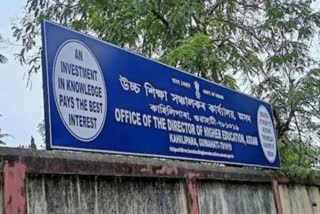 AN
INVESTMENT
IN KNOWLEDGE
PAYS THE BEST
INTEREST
উচ্চ শিক্ষা সঞ্চালকৰ কাৰ্যালয়, অসম
কাহিলিপাৰা, গুৱাহাটী-৭৮১০১৯
OFFICE OF THE DIRECTOR OF HIGHER EDUCATION, ASSAM
KAHILIPARA, GUWAHATI-781019